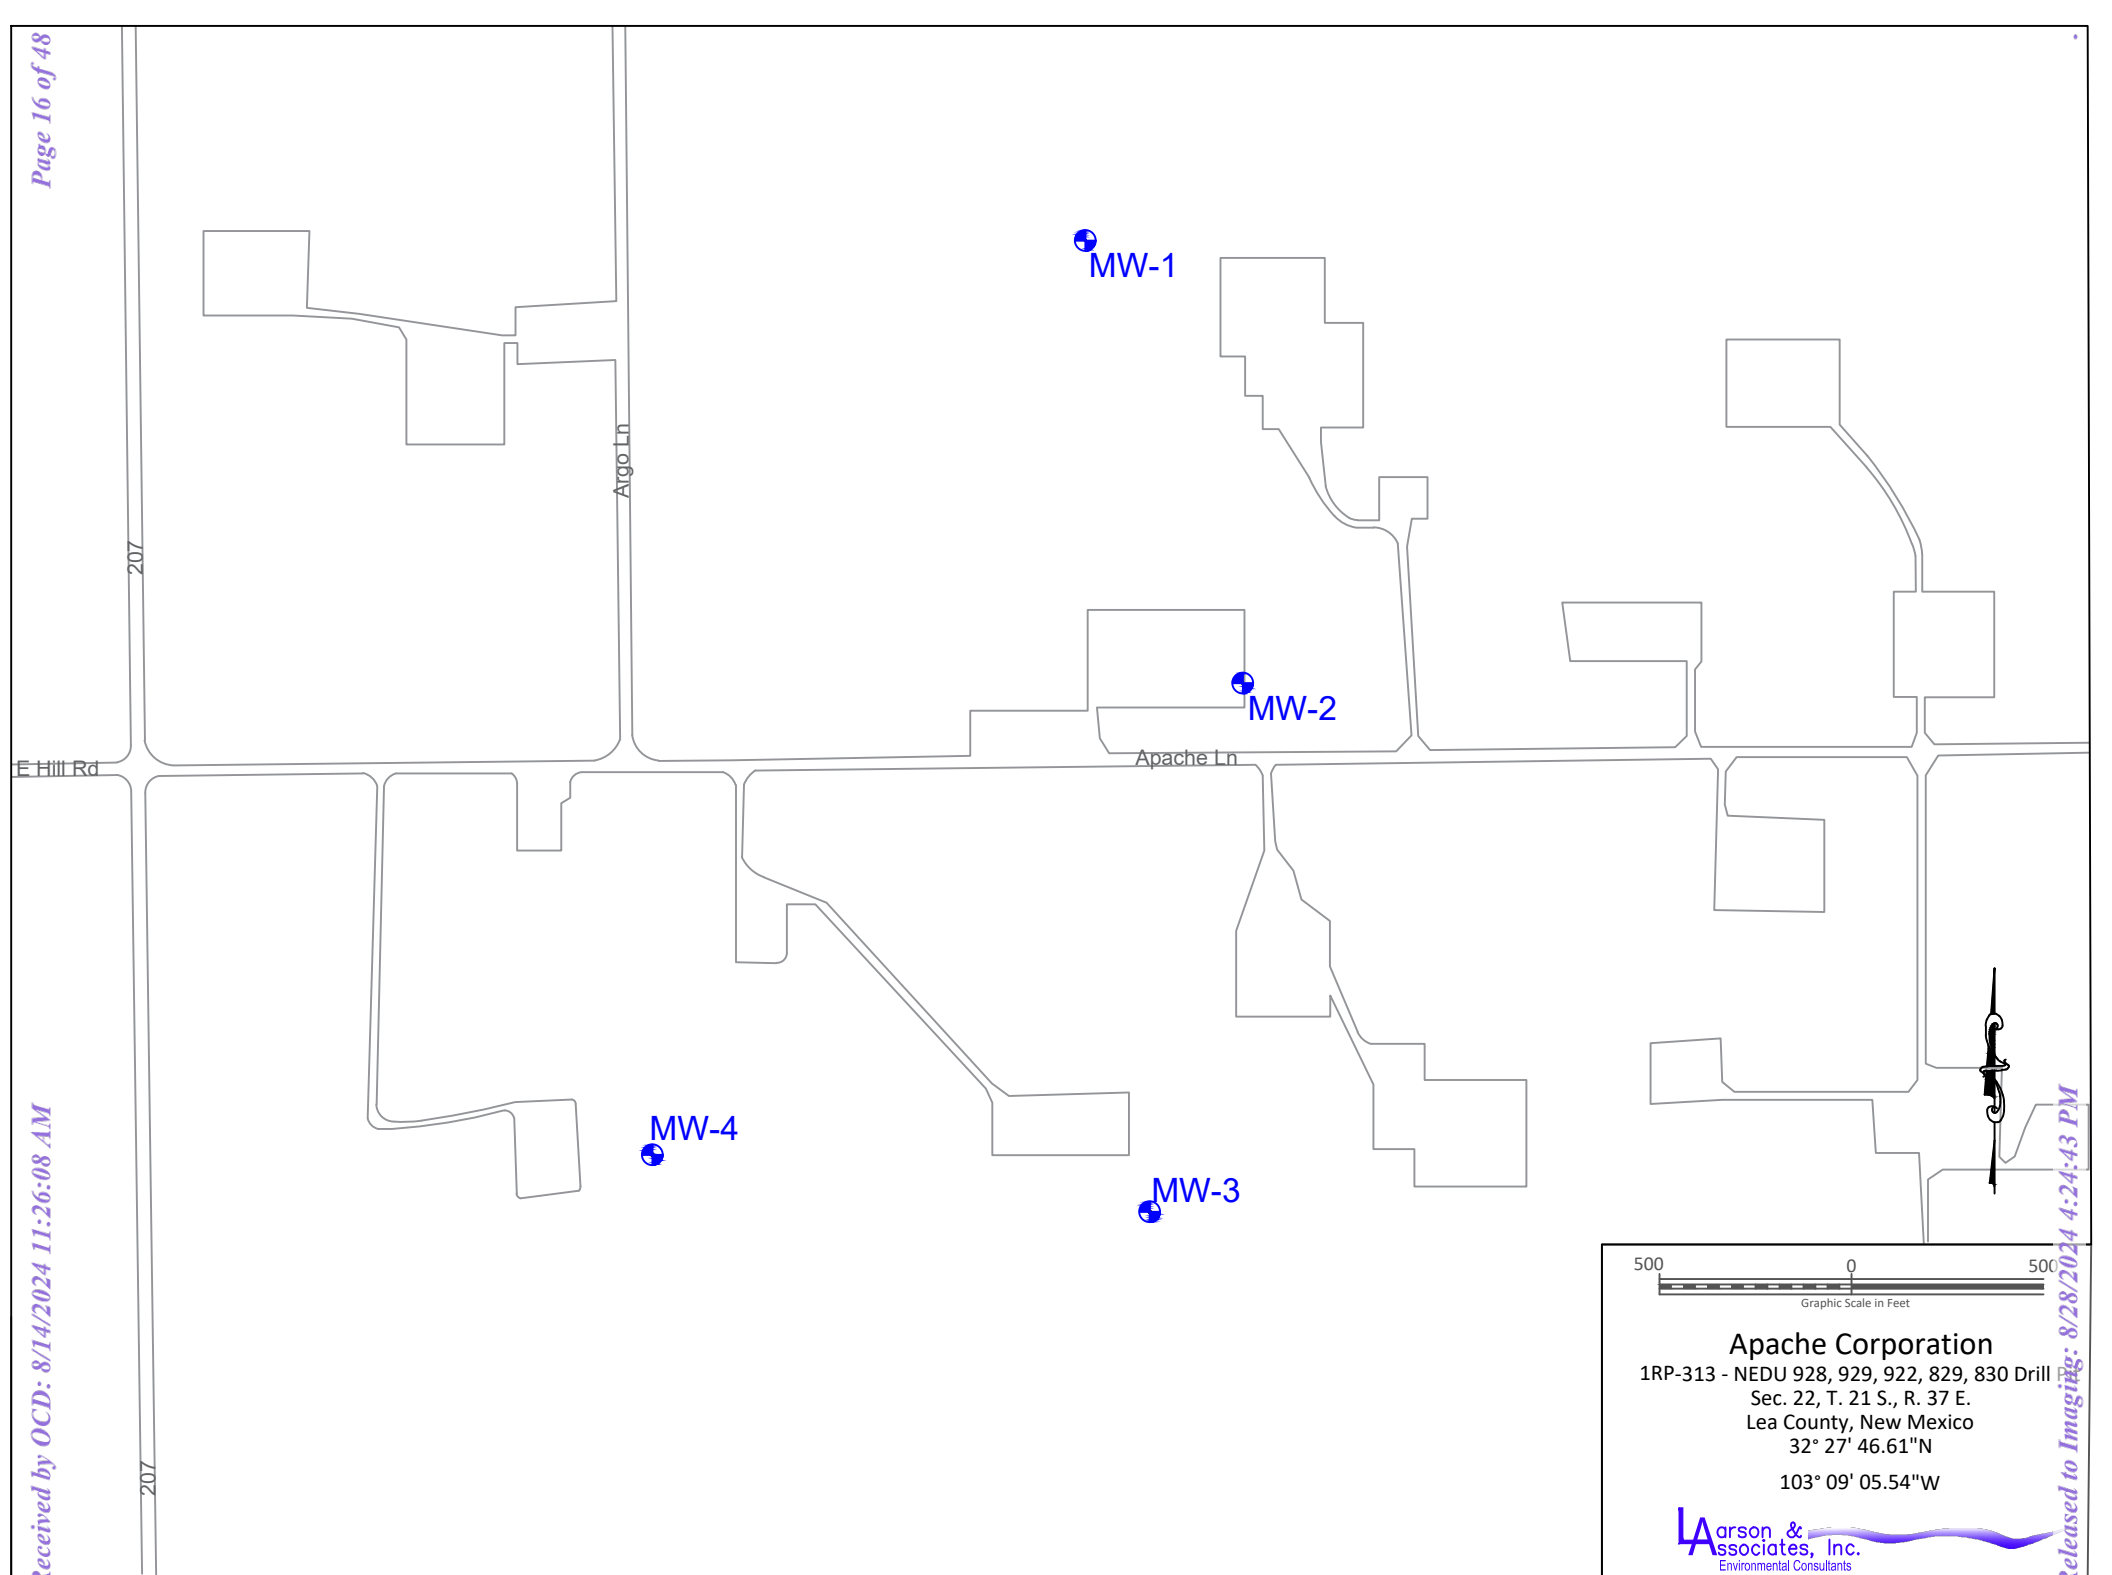 Page 16 of 48
MW-1
Argo Ln
207
MW-2
E Hill Rd
Apache Ln
MW-4
MW-3
207
Received by OCD: 8/14/2024 11:26:08 AM
Released to Imaging: 8/28/2024 4:24:43 PM
500 0 500
Graphic Scale in Feet
Apache Corporation
1RP-313 - NEDU 928, 929, 922, 829, 830 Drill
Sec. 22, T. 21 S., R. 37 E.
Lea County, New Mexico
32° 27' 46.61"N
103° 09' 05.54"W
Larson &
Associates, Inc.
Environmental Consultants